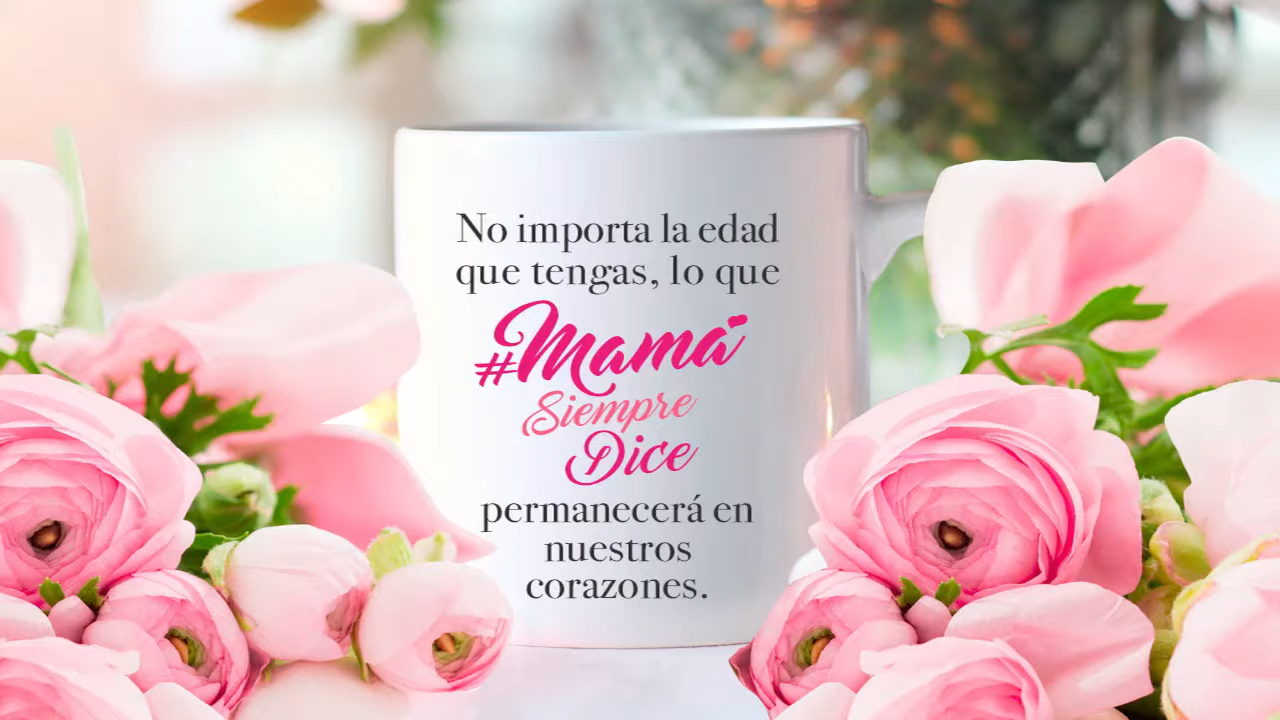 No importa la edad
que tengas, lo que
#Mamá
Siempre
Dice
permanecerá en
nuestros
corazones.